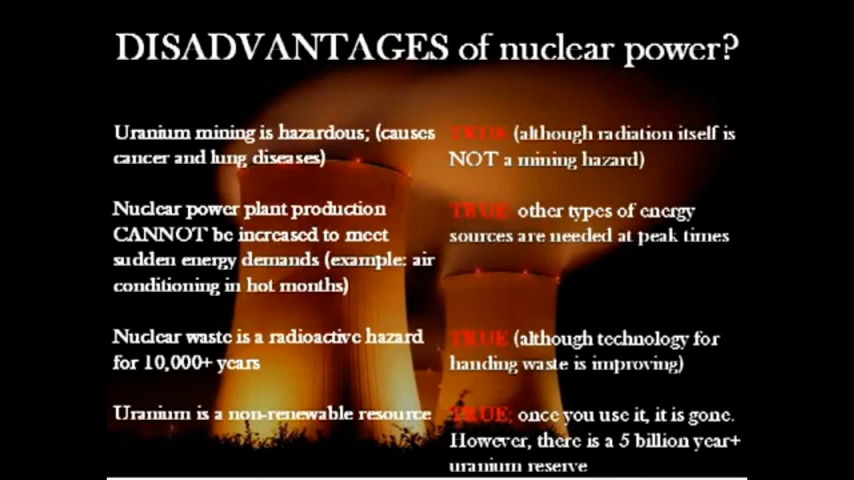 DISADVANTAGES of nuclear power?
Uranium mining is hazardous; (causes
cancer and lung diseases)
TRUE (although radiation itself is
NOT a mining hazard)
Nuclear power plant production
CANNOT be increased to meet
sudden energy demands (example: air
conditioning in hot months)
TRUE; other types of energy
sources are needed at peak times
Nuclear waste is a radioactive hazard
for 10,000+ years
TRUE (although technology for
handing waste is improving)
Uranium is a non-renewable resource
TRUE; once you use it, it is gone.
However, there is a 5 billion year+
uranium reserve